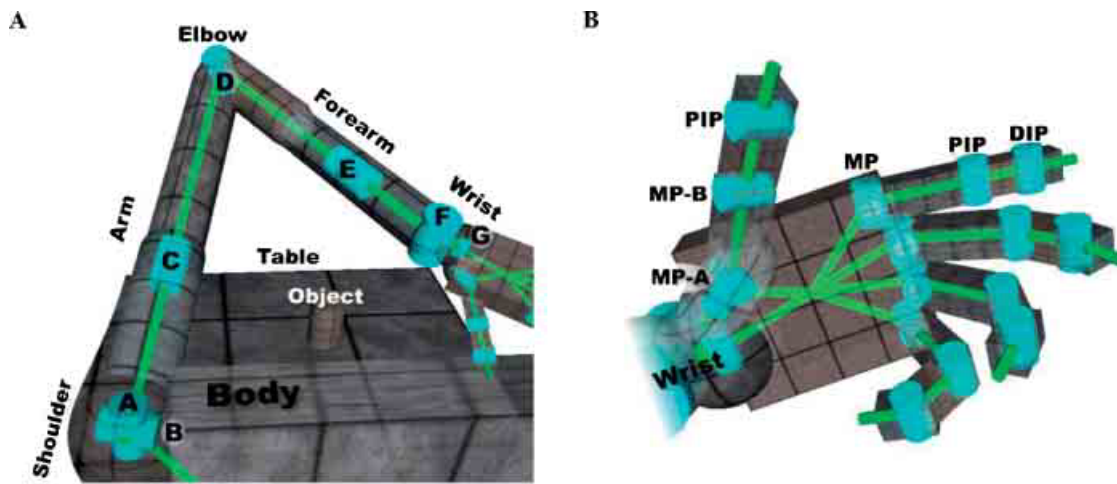 A
Elbow
D
Forearm
E
Wrist
F
G
Arm
C
Table
Object
Body
A
B
Shoulder
B
PIP
MP-B
MP-A
Wrist
MP
PIP
DIP